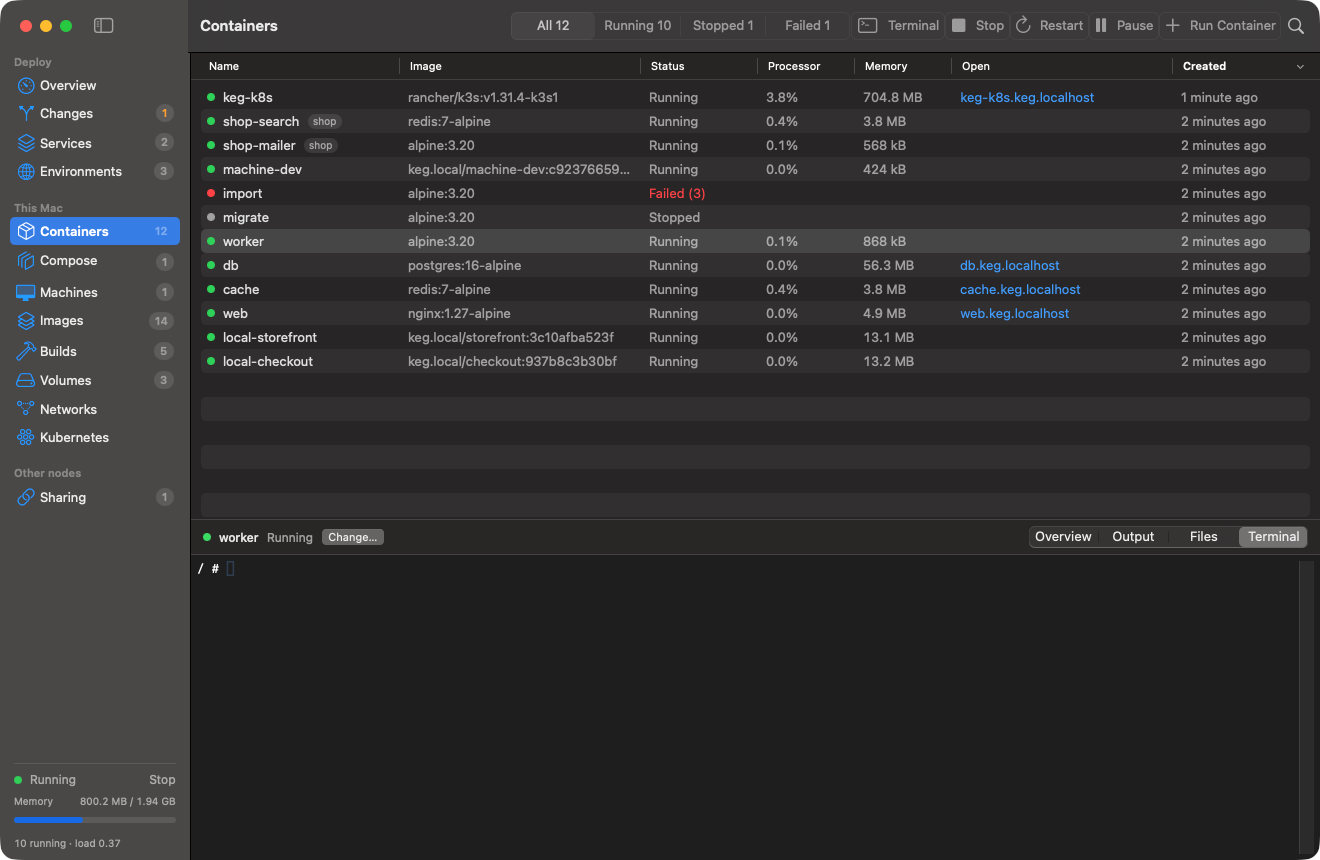 Containers
All 12 Running 10 Stopped 1 Failed 1 Terminal Stop Restart Pause Run Container
Deploy
Overview
Changes 1
Services 2
Environments 3
This Mac
Containers 12
Compose 1
Machines 1
Images 14
Builds 5
Volumes 3
Networks
Kubernetes
Other nodes
Sharing 1
Running Stop
Memory 800.2 MB / 1.94 GB
10 running · load 0.37
Name Image Status Processor Memory Open Created
keg-k8s rancher/k3s:v1.31.4-k3s1 Running 3.8% 704.8 MB keg-k8s.keg.localhost 1 minute ago
shop-search shop redis:7-alpine Running 0.4% 3.8 MB 2 minutes ago
shop-mailer shop alpine:3.20 Running 0.1% 568 kB 2 minutes ago
machine-dev keg.local/machine-dev:c92376659... Running 0.0% 424 kB 2 minutes ago
import alpine:3.20 Failed (3) 2 minutes ago
migrate alpine:3.20 Stopped 2 minutes ago
worker alpine:3.20 Running 0.1% 868 kB 2 minutes ago
db postgres:16-alpine Running 0.0% 56.3 MB db.keg.localhost 2 minutes ago
cache redis:7-alpine Running 0.4% 3.8 MB cache.keg.localhost 2 minutes ago
web nginx:1.27-alpine Running 0.0% 4.9 MB web.keg.localhost 2 minutes ago
local-storefront keg.local/storefront:3c10afba523f Running 0.0% 13.1 MB 2 minutes ago
local-checkout keg.local/checkout:937b8c3b30bf Running 0.0% 13.2 MB 2 minutes ago
worker Running Change... Overview Output Files Terminal
/ #